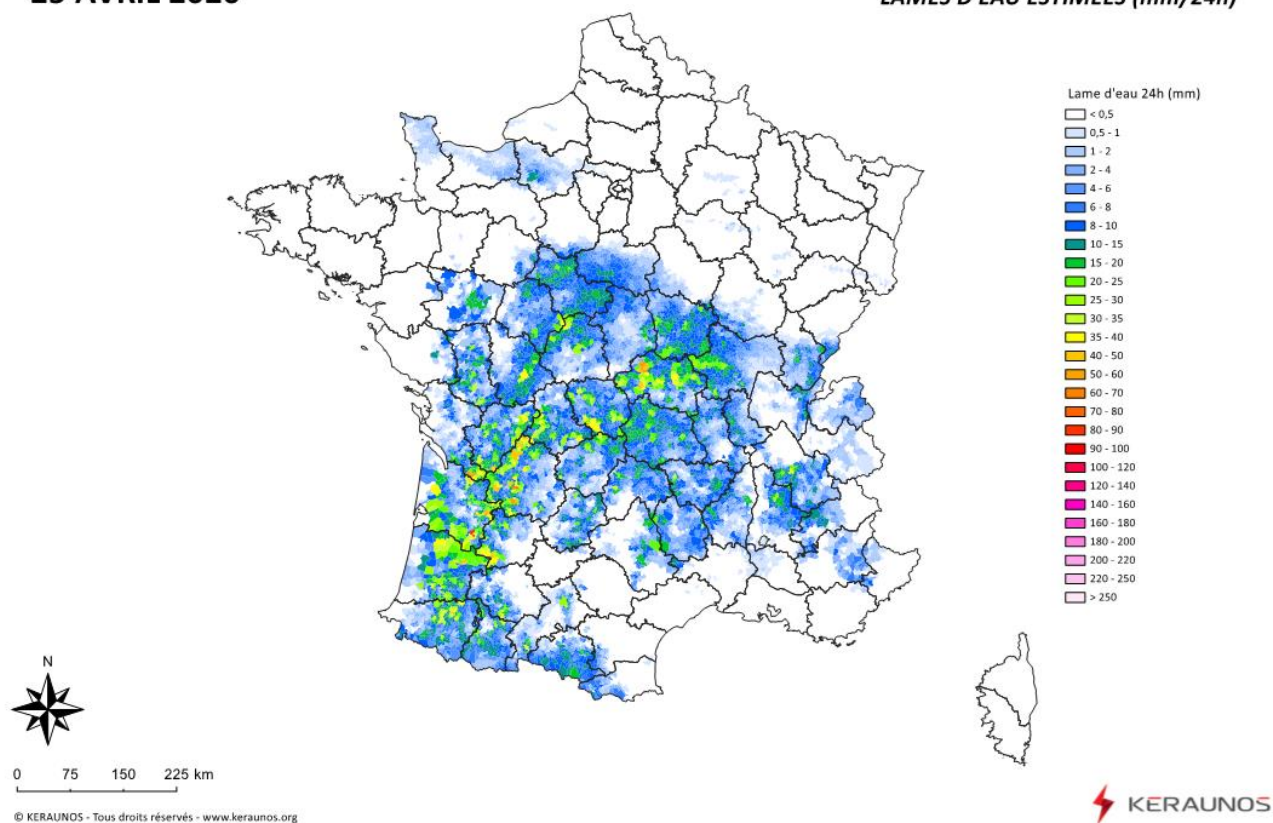 LAMES D'EAU ESTIMÉES (mm/24h)
Lame d'eau 24h (mm)
< 0,5
0,5 - 1
1 - 2
2 - 4
4 - 6
6 - 8
8 - 10
10 - 15
15 - 20
20 - 25
25 - 30
30 - 35
35 - 40
40 - 50
50 - 60
60 - 70
70 - 80
80 - 90
90 - 100
100 - 120
120 - 140
140 - 160
160 - 180
180 - 200
200 - 220
220 - 250
> 250
N
0 75 150 225 km
© KERAUNOS - Tous droits réservés - www.keraunos.org
KERAUNOS